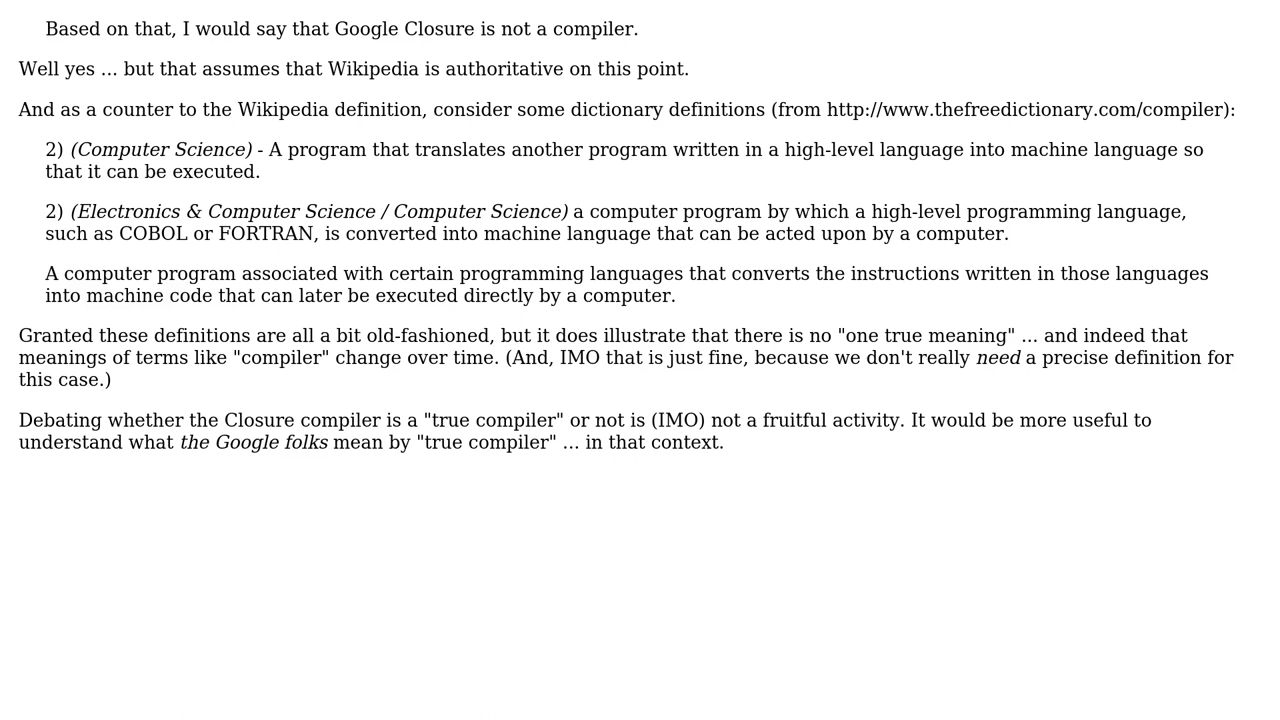 Based on that, I would say that Google Closure is not a compiler.
Well yes ... but that assumes that Wikipedia is authoritative on this point.
And as a counter to the Wikipedia definition, consider some dictionary definitions (from http://www.thefreedictionary.com/compiler):
2) (Computer Science) - A program that translates another program written in a high-level language into machine language so
that it can be executed.
2) (Electronics & Computer Science / Computer Science) a computer program by which a high-level programming language,
such as COBOL or FORTRAN, is converted into machine language that can be acted upon by a computer.
A computer program associated with certain programming languages that converts the instructions written in those languages
into machine code that can later be executed directly by a computer.
Granted these definitions are all a bit old-fashioned, but it does illustrate that there is no "one true meaning" ... and indeed that
meanings of terms like "compiler" change over time. (And, IMO that is just fine, because we don't really need a precise definition for
this case.)
Debating whether the Closure compiler is a "true compiler" or not is (IMO) not a fruitful activity. It would be more useful to
understand what the Google folks mean by "true compiler" ... in that context.